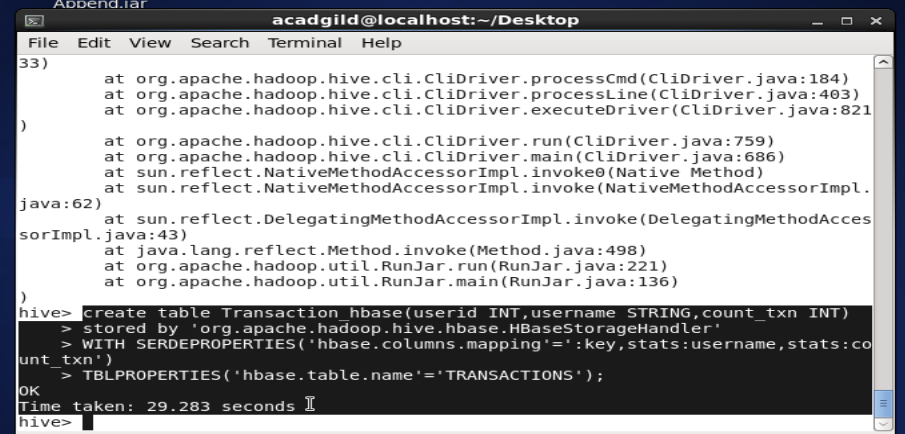 Append.jar
acadgild@localhost:~/Desktop
File Edit View Search Terminal Help
33)
at org.apache.hadoop.hive.cli.CliDriver.processCmd(CliDriver.java:184)
at org.apache.hadoop.hive.cli.CliDriver.processLine(CliDriver.java:403)
at org.apache.hadoop.hive.cli.CliDriver.executeDriver(CliDriver.java:821
)
at org.apache.hadoop.hive.cli.CliDriver.run(CliDriver.java:759)
at org.apache.hadoop.hive.cli.CliDriver.main(CliDriver.java:686)
at sun.reflect.NativeMethodAccessorImpl.invoke0(Native Method)
at sun.reflect.NativeMethodAccessorImpl.invoke(NativeMethodAccessorImpl.
java:62)
at sun.reflect.DelegatingMethodAccessorImpl.invoke(DelegatingMethodAcces
sorImpl.java:43)
at java.lang.reflect.Method.invoke(Method.java:498)
at org.apache.hadoop.util.RunJar.run(RunJar.java:221)
at org.apache.hadoop.util.RunJar.main(RunJar.java:136)
)
hive> create table Transaction_hbase(userid INT,username STRING,count_txn INT)
> stored by 'org.apache.hadoop.hive.hbase.HBaseStorageHandler'
> WITH SERDEPROPERTIES('hbase.columns.mapping'=':key,stats:username,stats:co
unt_txn')
> TBLPROPERTIES('hbase.table.name'='TRANSACTIONS');
OK
Time taken: 29.283 seconds
hive>